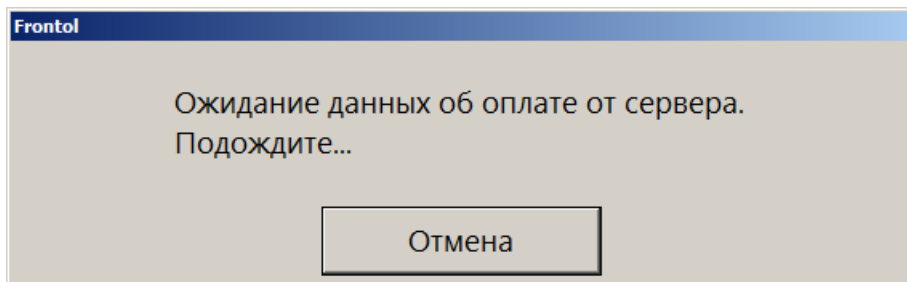 Frontol
Ожидание данных об оплате от сервера.
Подождите...
Отмена